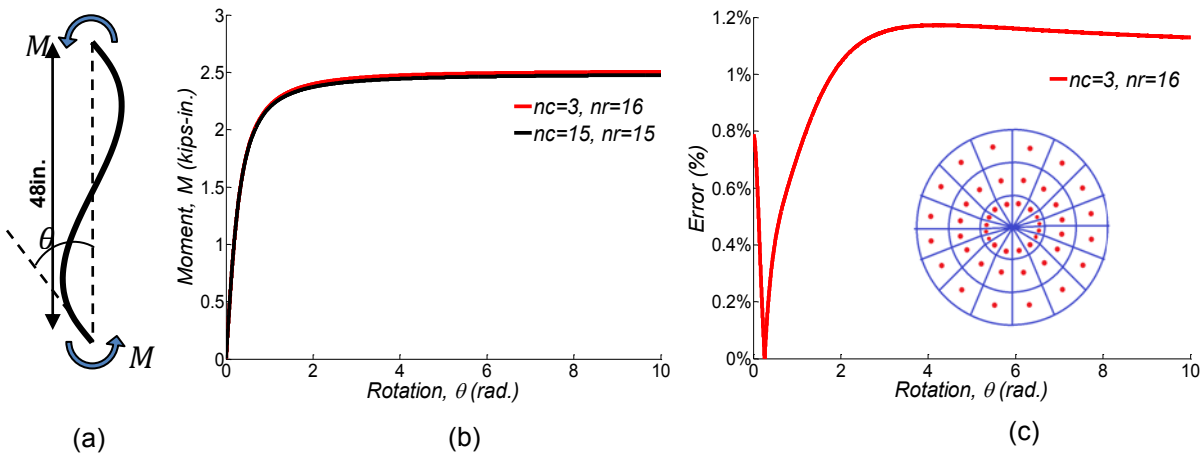 M
48in.
θ
M
(a)
Moment, M (kips-in.)
3
2.5
2
1.5
1
0.5
0
0
2
4
6
8
10
Rotation, θ (rad.)
nc=3, nr=16
nc=15, nr=15
(b)
Error (%)
1.2%
1%
0.8%
0.6%
0.4%
0.2%
0%
0
2
4
6
8
10
Rotation, θ (rad.)
nc=3, nr=16
(c)